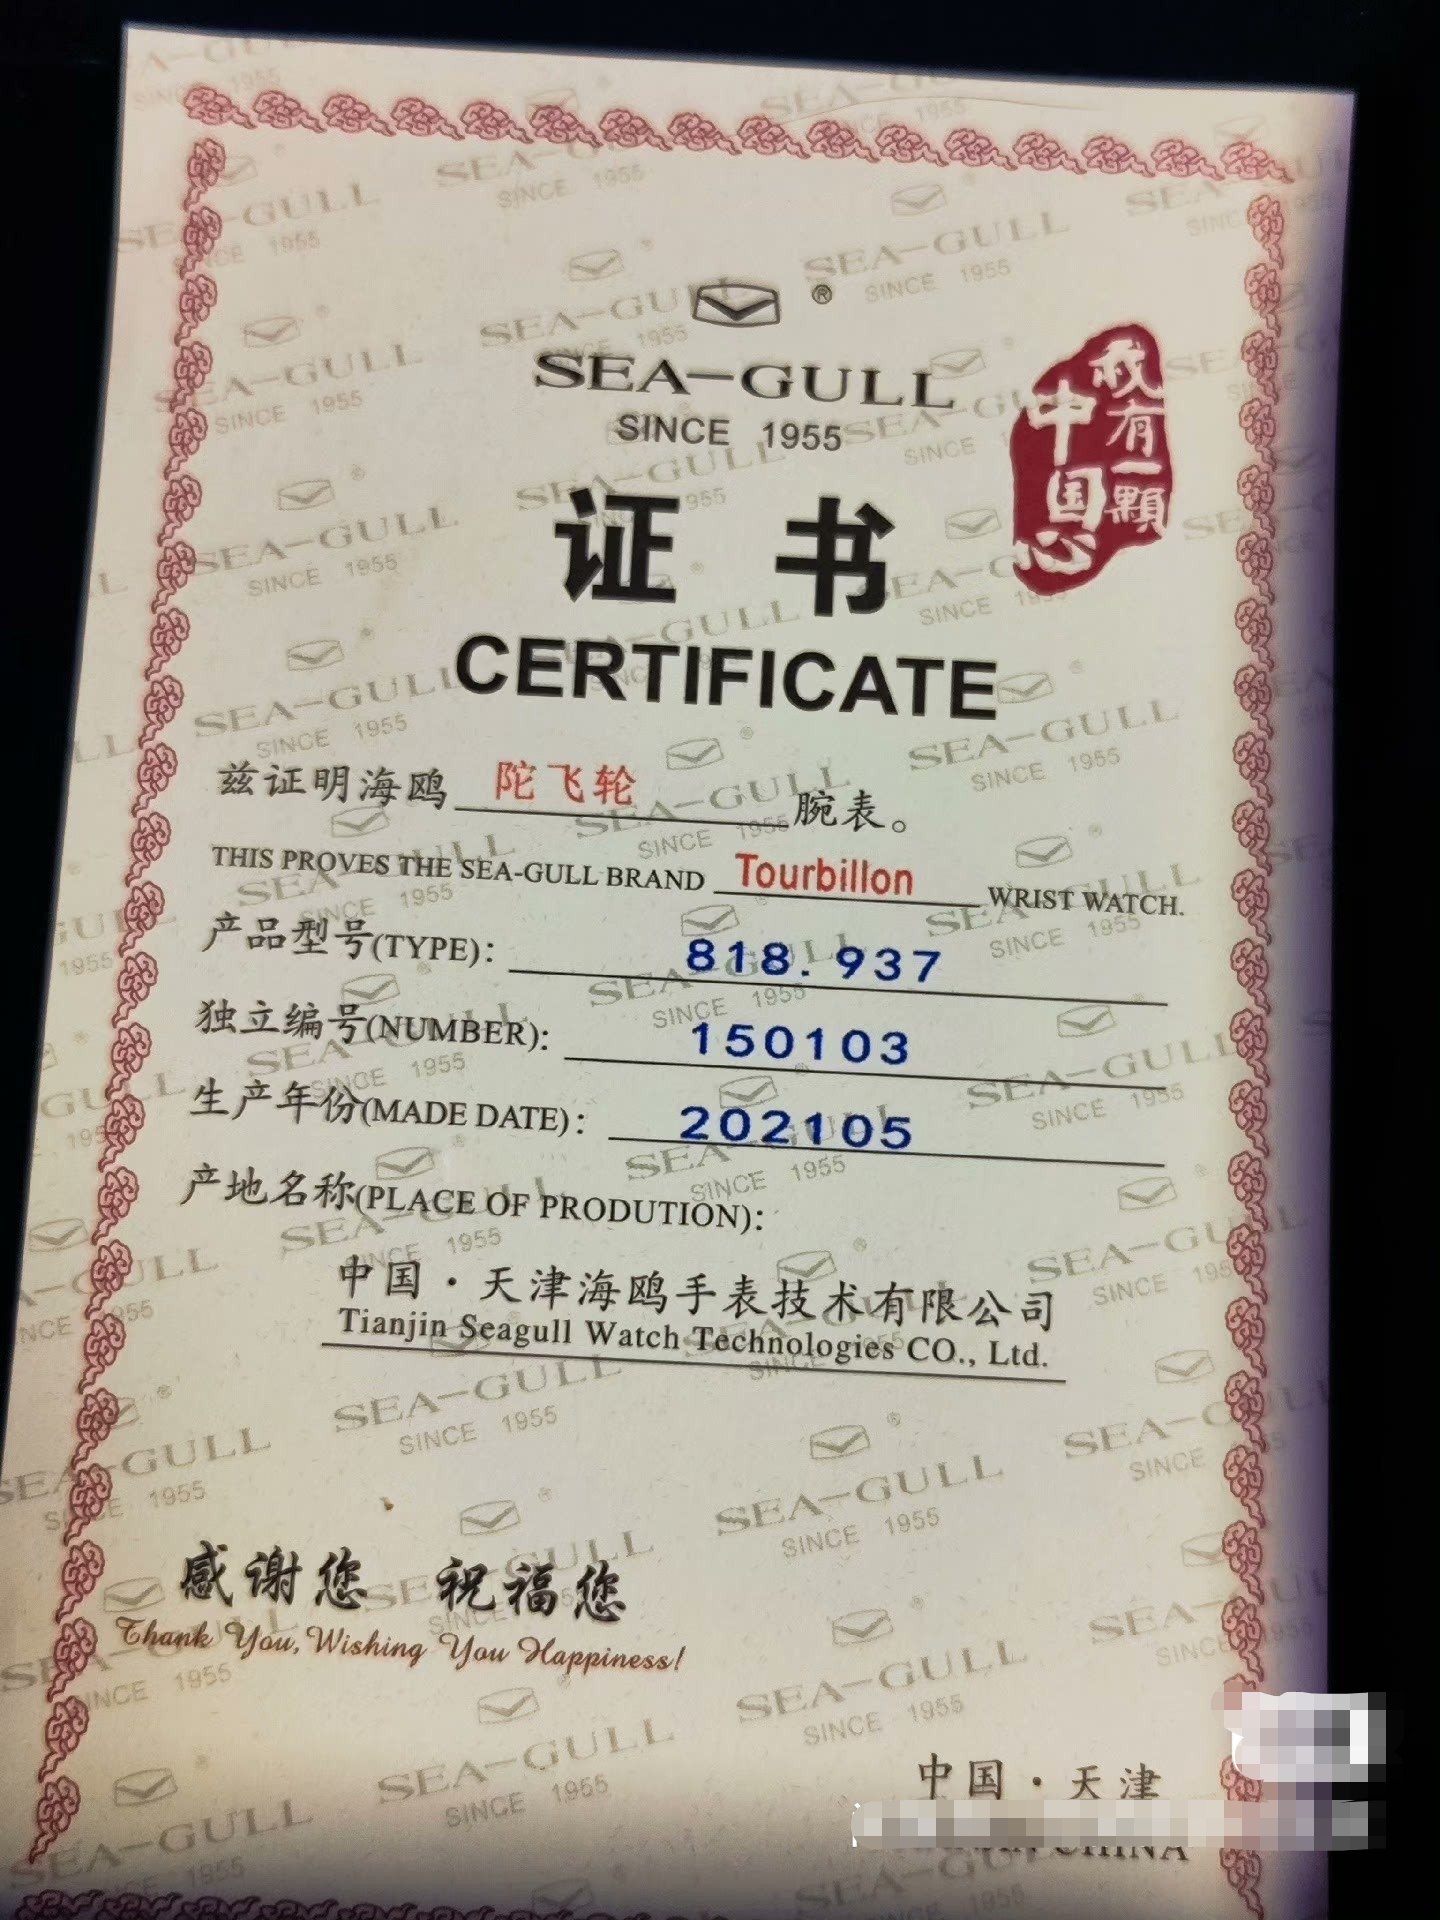 SEA-GULL
SINCE 1955
我有一颗
中国心
证书
CERTIFICATE
兹证明海鸥 陀飞轮 腕表。
THIS PROVES THE SEA-GULL BRAND Tourbillon WRIST WATCH.
产品型号(TYPE): 818.937
独立编号(NUMBER): 150103
生产年份(MADE DATE): 202105
产地名称(PLACE OF PRODUTION):
中国·天津海鸥手表技术有限公司
Tianjin Seagull Watch Technologies CO., Ltd.
感谢您 祝福您
Thank You, Wishing You Happiness!
中国·天津
CHINA